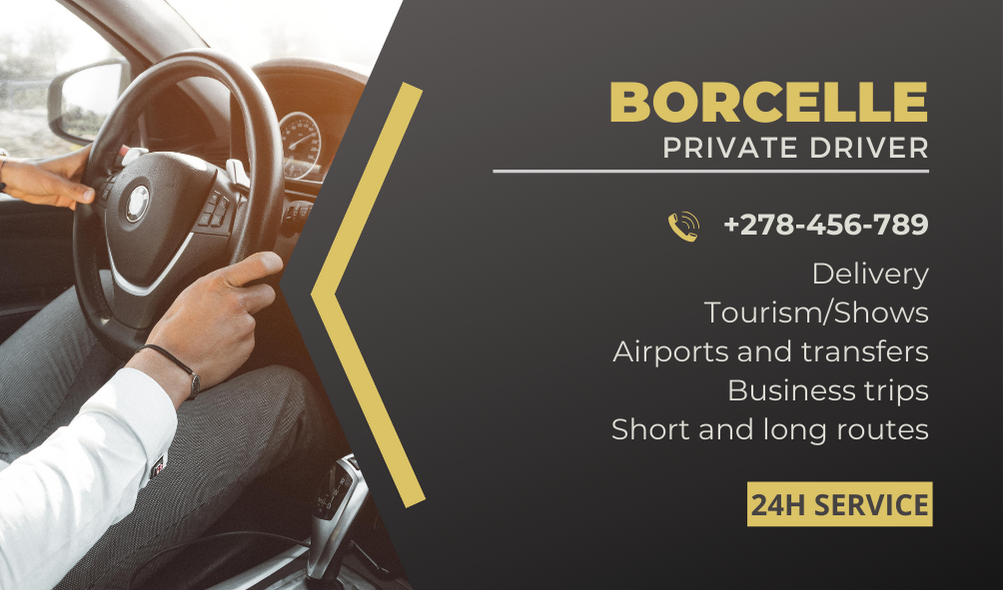 BORCELLE
PRIVATE DRIVER
+278-456-789
Delivery
Tourism/Shows
Airports and transfers
Business trips
Short and long routes
24H SERVICE